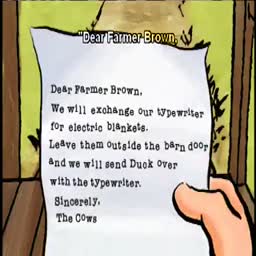 "Dear Farmer Brown,
Dear Farmer Brown,
We will exchange our typewriter
for electric blankets.
Leave them outside the barn door
and we will send Duck over
with the typewriter.
Sincerely,
The Cows